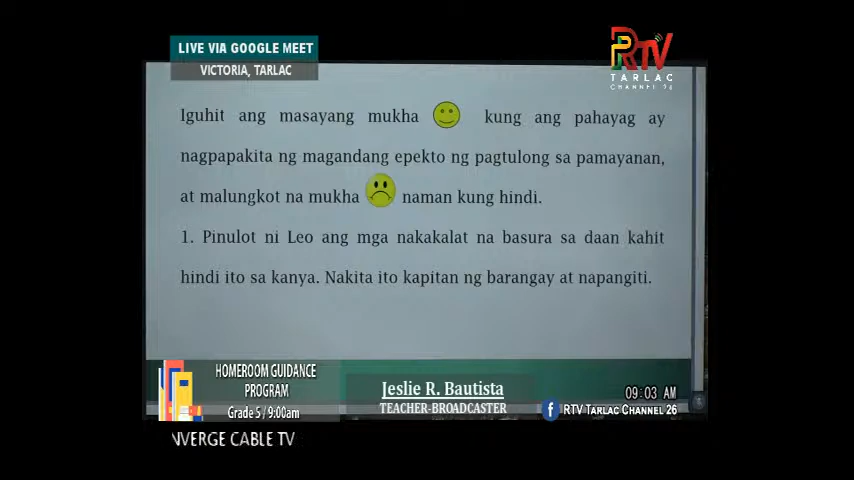 LIVE VIA GOOGLE MEET
VICTORIA, TARLAC
RTV
TARLAC
CHANNEL 26
Iguhit ang masayang mukha kung ang pahayag ay
nagpapakita ng magandang epekto ng pagtulong sa pamayanan,
at malungkot na mukha naman kung hindi.
1. Pinulot ni Leo ang mga nakakalat na basura sa daan kahit
hindi ito sa kanya. Nakita ito kapitan ng barangay at napangiti.
HOMEROOM GUIDANCE
PROGRAM
Grade 5 / 9:00am
Jeslie R. Bautista
TEACHER-BROADCASTER
09:03 AM
f RTV TARLAC CHANNEL 26
NVERGE CABLE TV